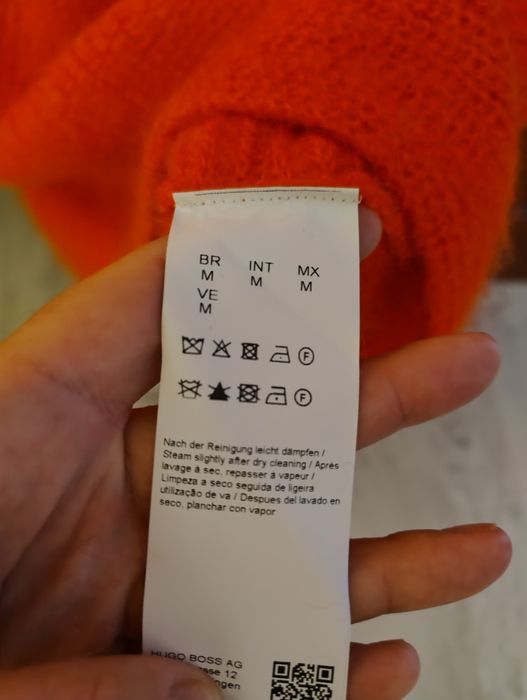 BR INT MX
M M M
VE
M
F
F
Nach der Reinigung leicht dämpfen /
Steam slightly after dry cleaning / Après
lavage à sec, repasser à vapeur /
Limpeza a seco seguida de ligeira
utilização de va / Despues del lavado en
seco, planchar con vapor
HUGO BOSS AG
12